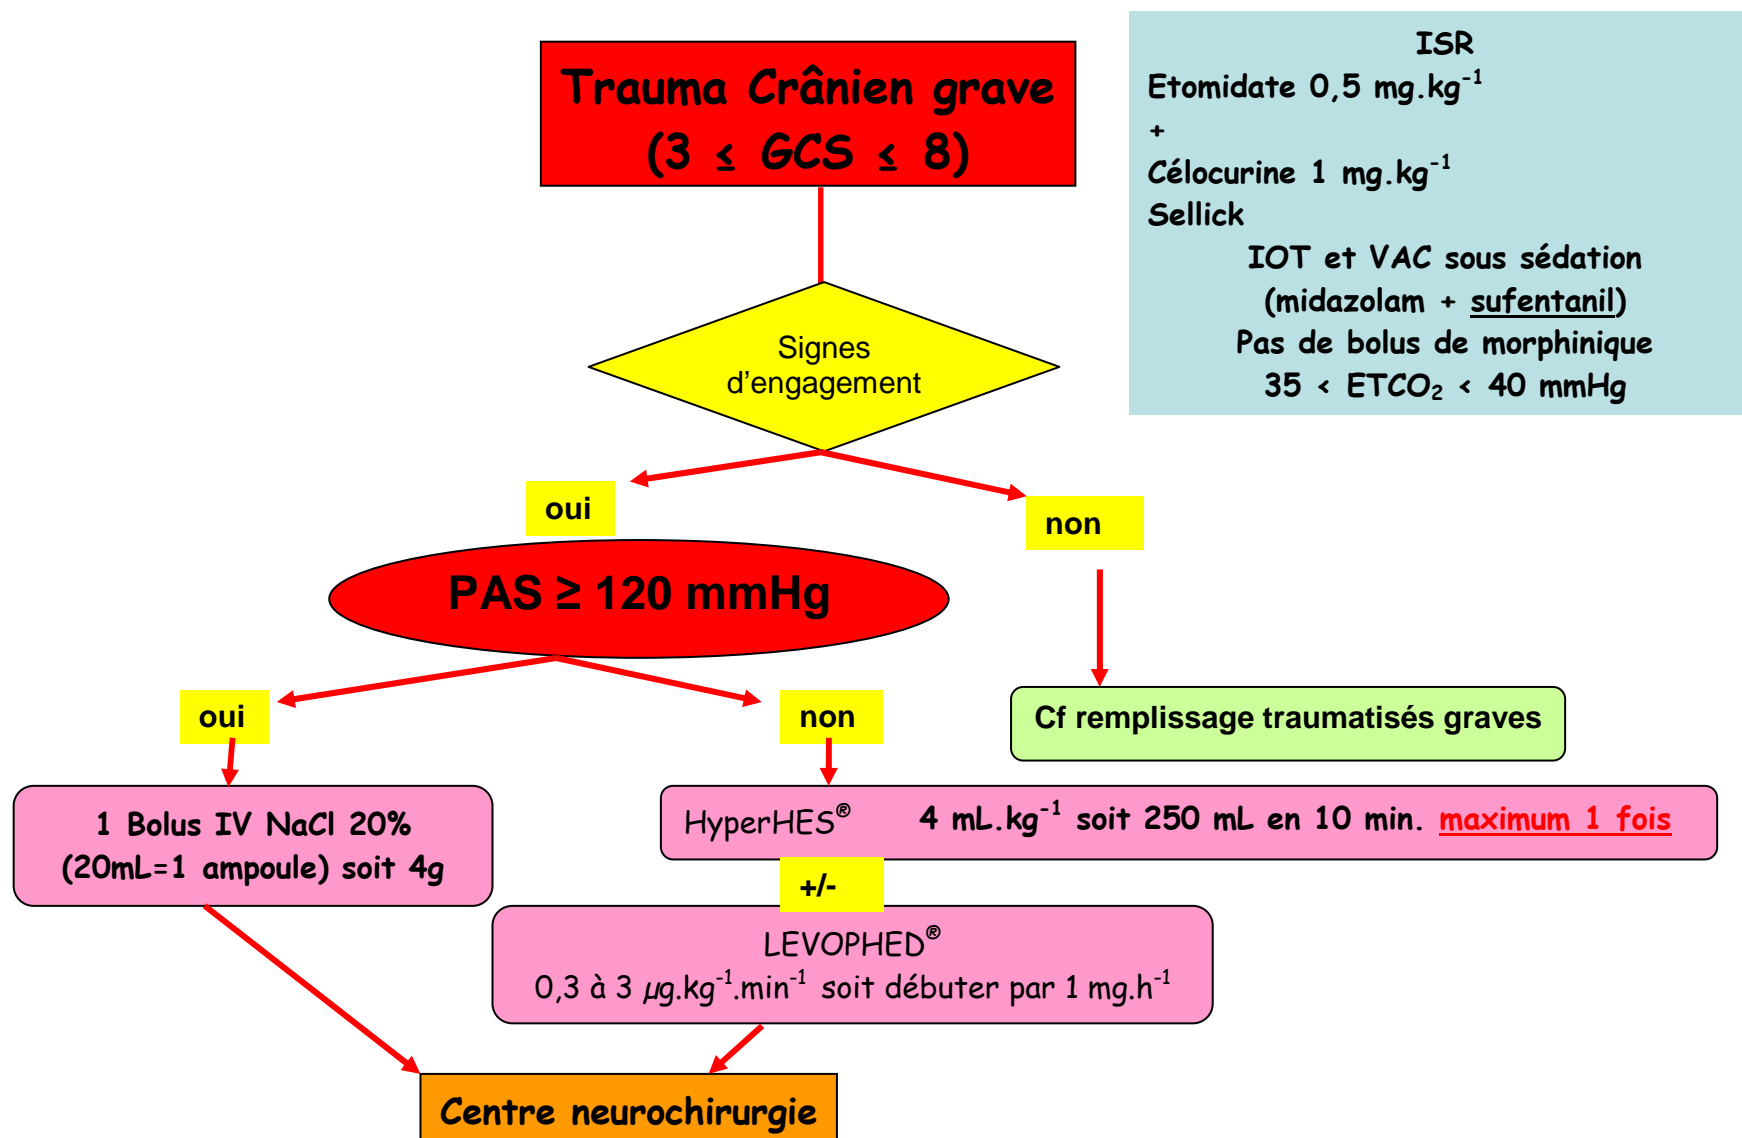 Trauma Crânien grave
(3 ≤ GCS ≤ 8)
ISR
Etomidate 0,5 mg.kg⁻¹
+
Célocurine 1 mg.kg⁻¹
Sellick
IOT et VAC sous sédation
(midazolam + sufentanil)
Pas de bolus de morphinique
35 < ETCO₂ < 40 mmHg
Signes
d’engagement
oui
non
PAS ≥ 120 mmHg
oui
non
Cf remplissage traumatisés graves
1 Bolus IV NaCl 20%
(20mL=1 ampoule) soit 4g
HyperHES® 4 mL.kg⁻¹ soit 250 mL en 10 min. maximum 1 fois
+/-
LEVOPHED®
0,3 à 3 µg.kg⁻¹.min⁻¹ soit débuter par 1 mg.h⁻¹
Centre neurochirurgie